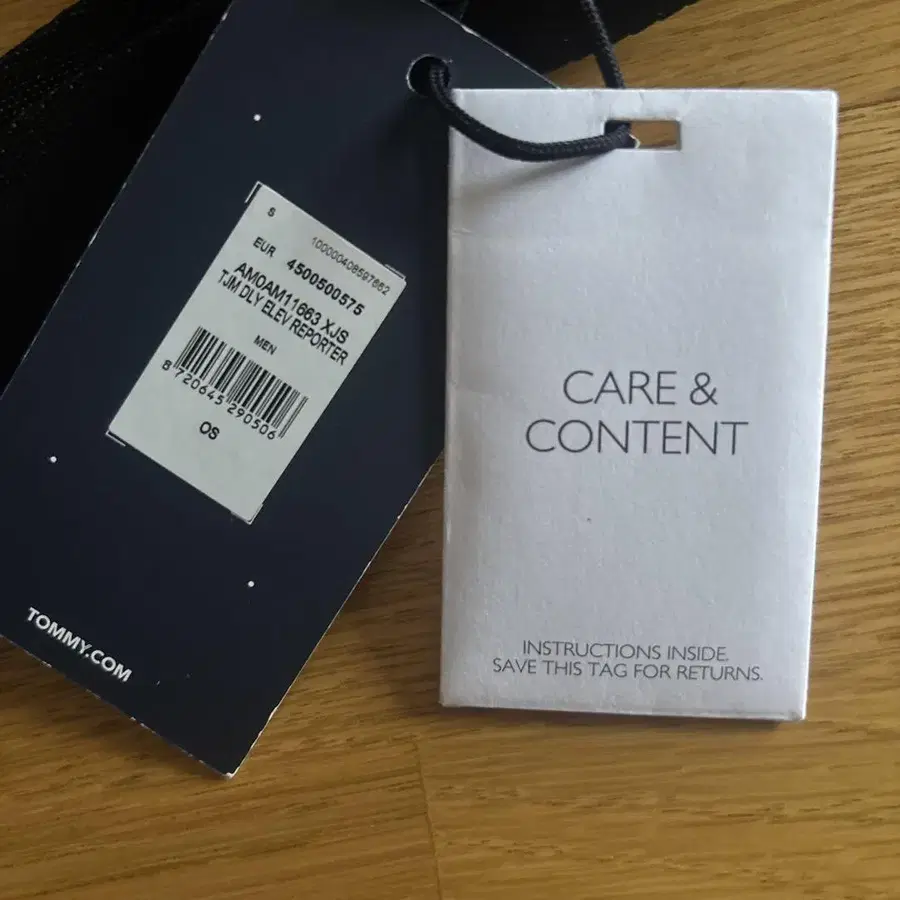 S
10000408597662
EUR 4500500575
AM0AM11663 XJS
TJM DLY ELEV REPORTER
MEN
8 720645 290506
OS
TOMMY.COM
CARE &
CONTENT
INSTRUCTIONS INSIDE.
SAVE THIS TAG FOR RETURNS.